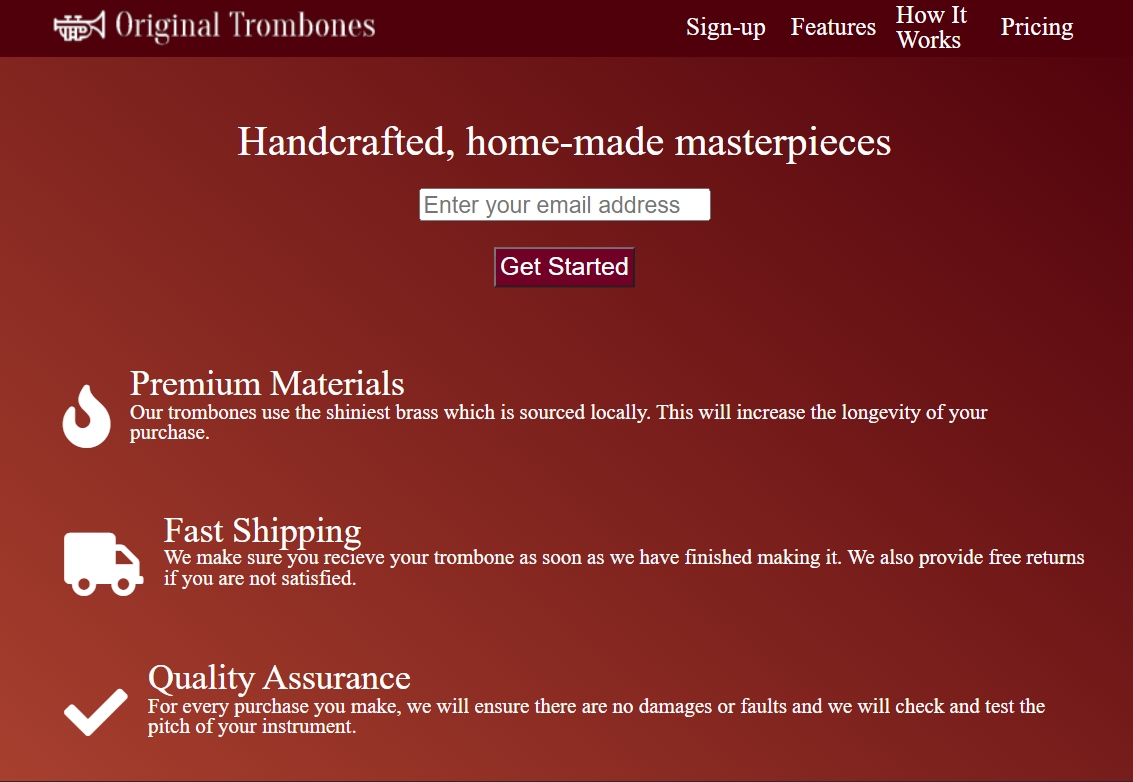 Original Trombones
Sign-up
Features
How It
Works
Pricing
Handcrafted, home-made masterpieces
Enter your email address
Get Started
Premium Materials
Our trombones use the shiniest brass which is sourced locally. This will increase the longevity of your
purchase.
Fast Shipping
We make sure you recieve your trombone as soon as we have finished making it. We also provide free returns
if you are not satisfied.
Quality Assurance
For every purchase you make, we will ensure there are no damages or faults and we will check and test the
pitch of your instrument.